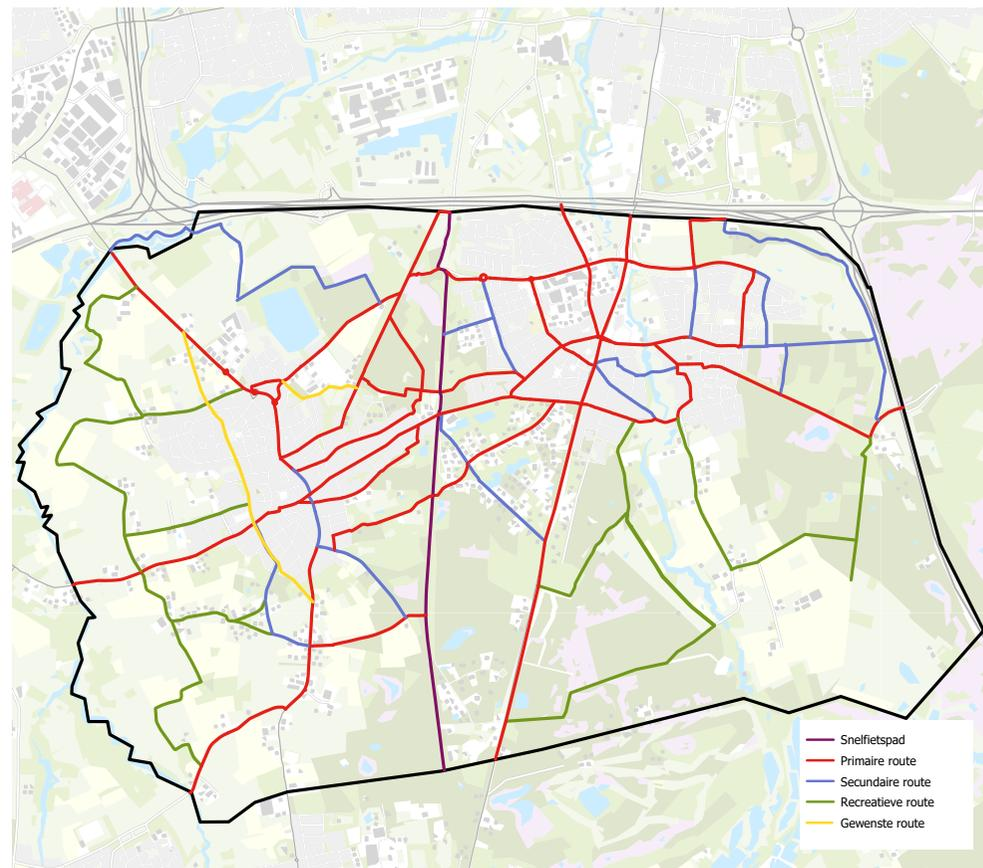 Snelfietspad
Primaire route
Secundaire route
Recreatieve route
Gewenste route